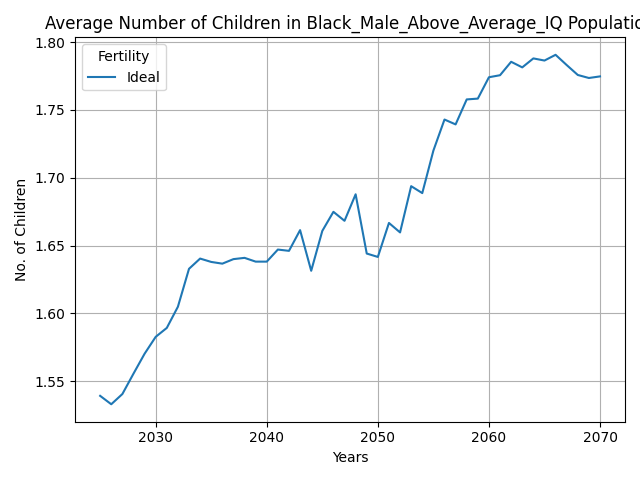 Average Number of Children in Black_Male_Above_Average_IQ Populatio
Fertility
Ideal
No. of Children
1.80
1.75
1.70
1.65
1.60
1.55
2030 2040 2050 2060 2070
Years